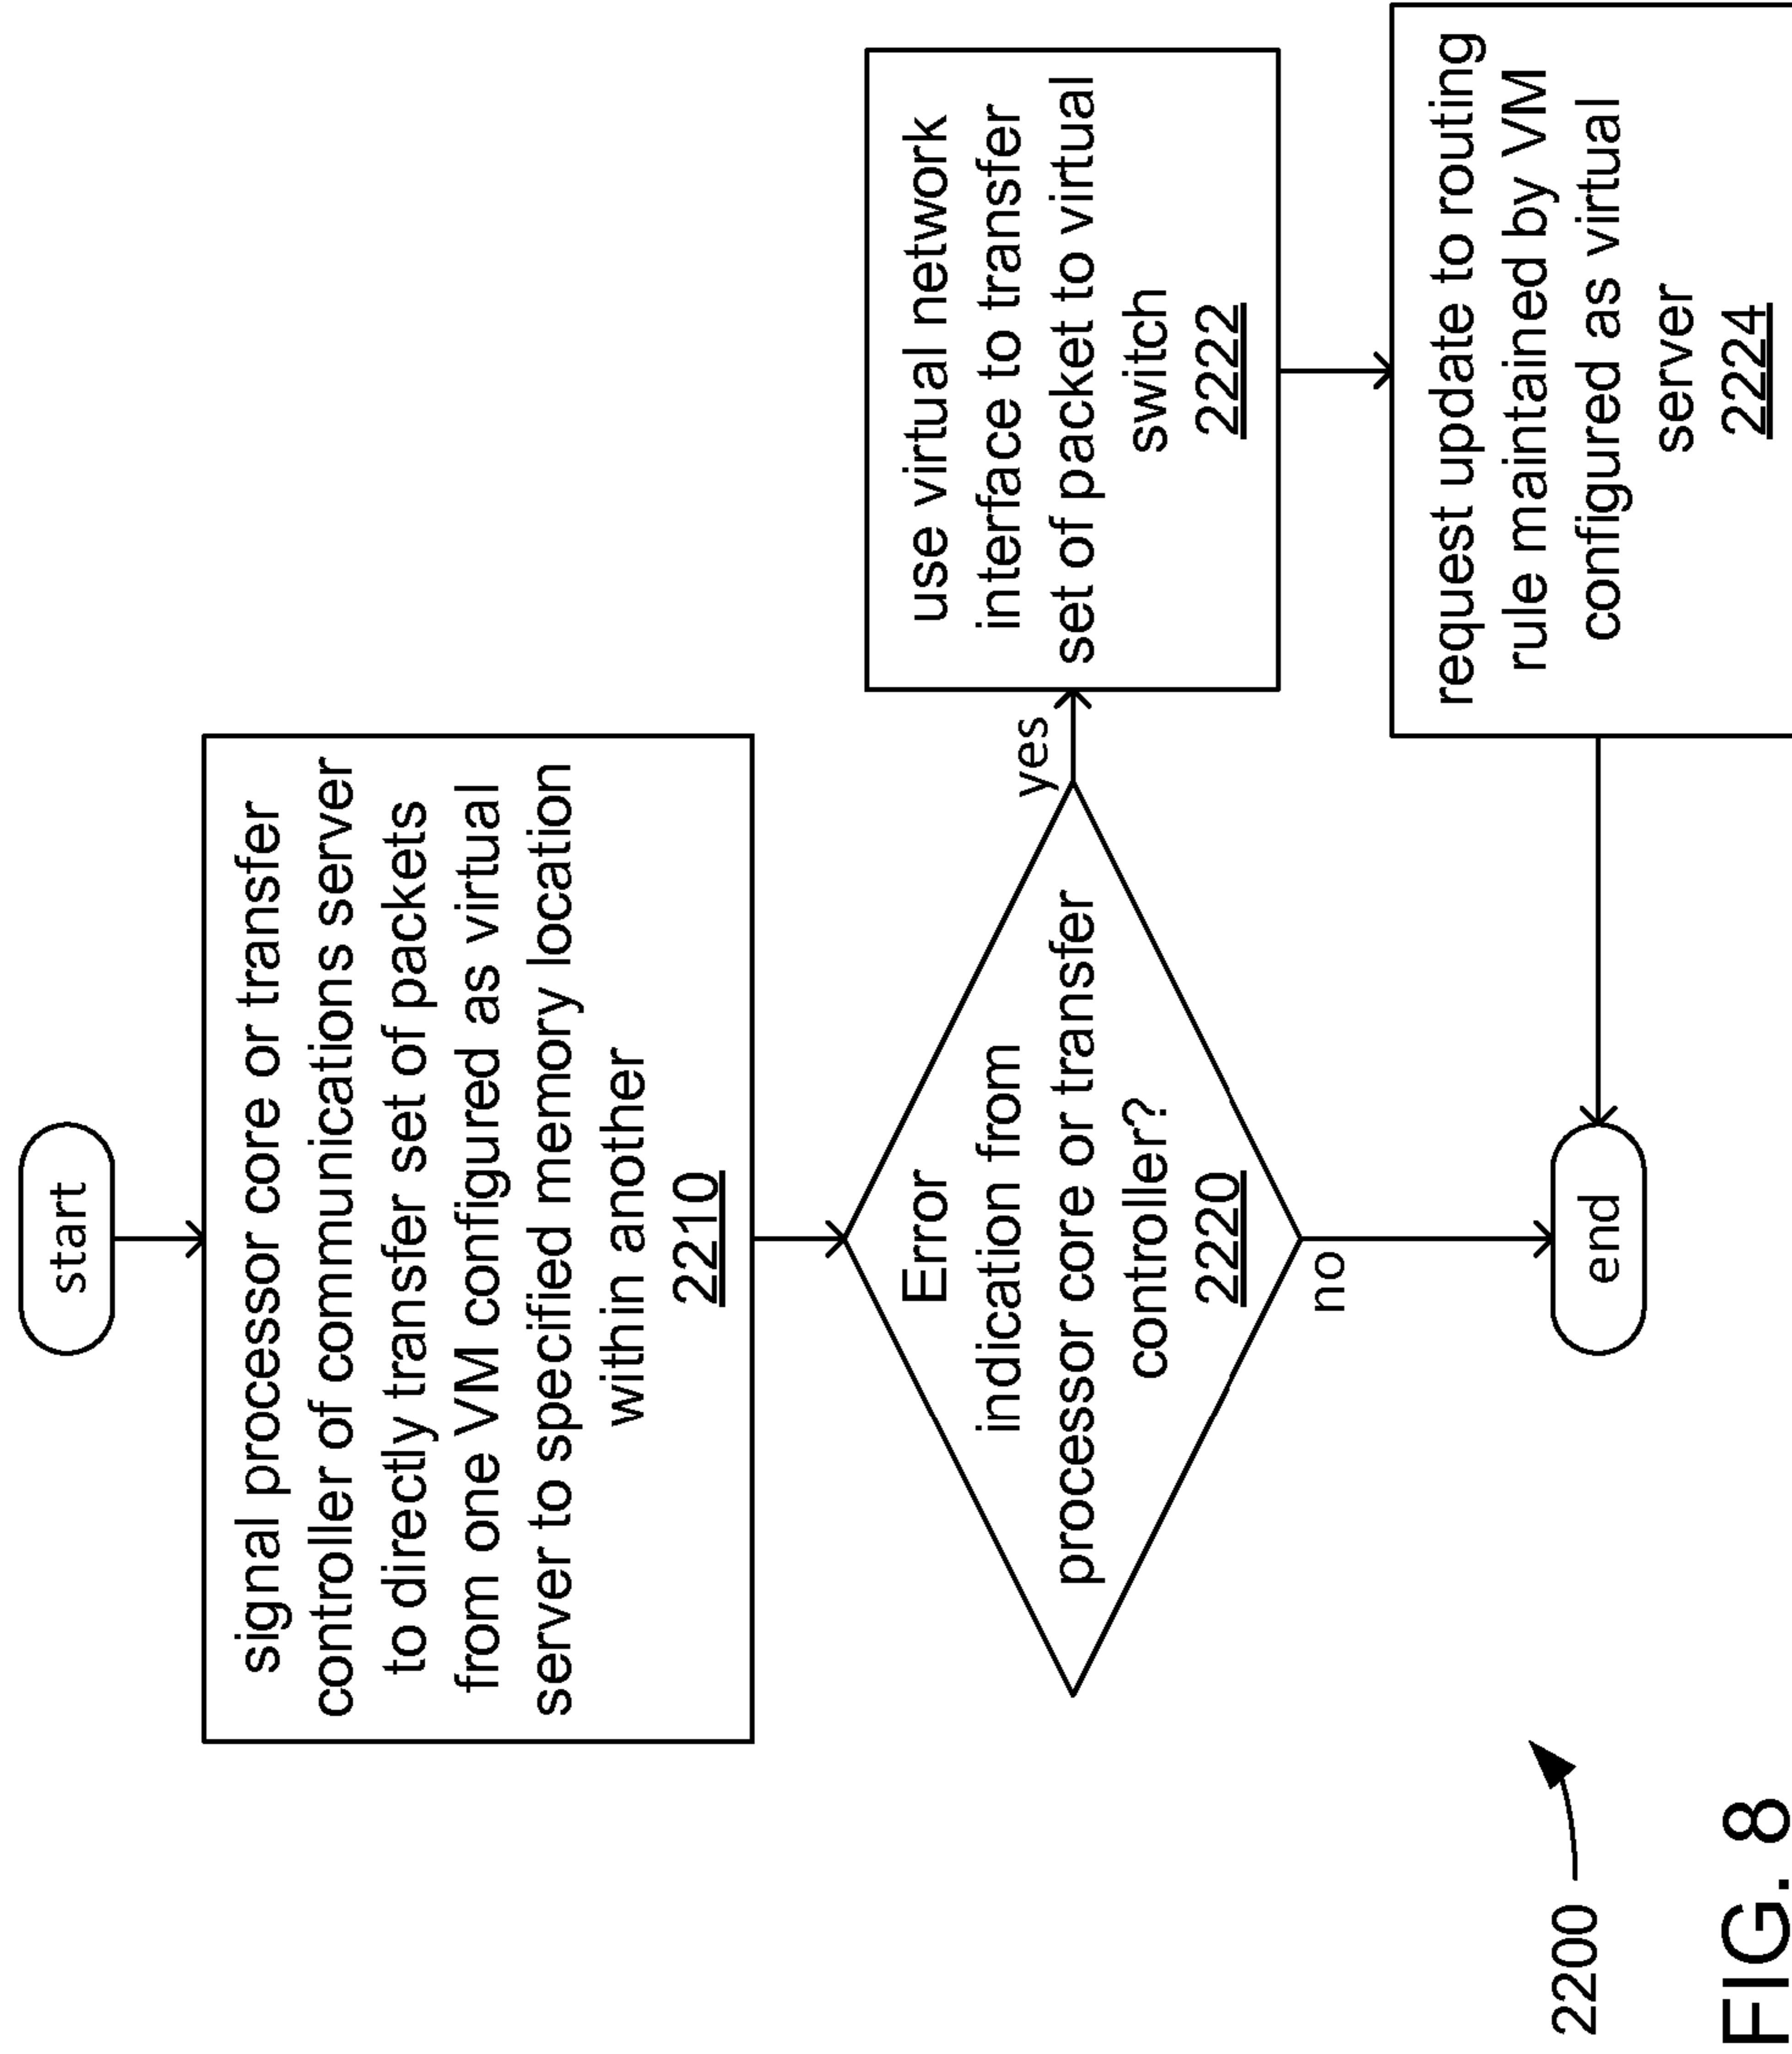 start
signal processor core or transfer
controller of communications server
to directly transfer set of packets
from one VM configured as virtual
server to specified memory location
within another
2210
Error
indication from
processor core or transfer
controller?
2220
yes
use virtual network
interface to transfer
set of packet to virtual
switch
2222
request update to routing
rule maintained by VM
configured as virtual
server
2224
no
end
2200
FIG. 8